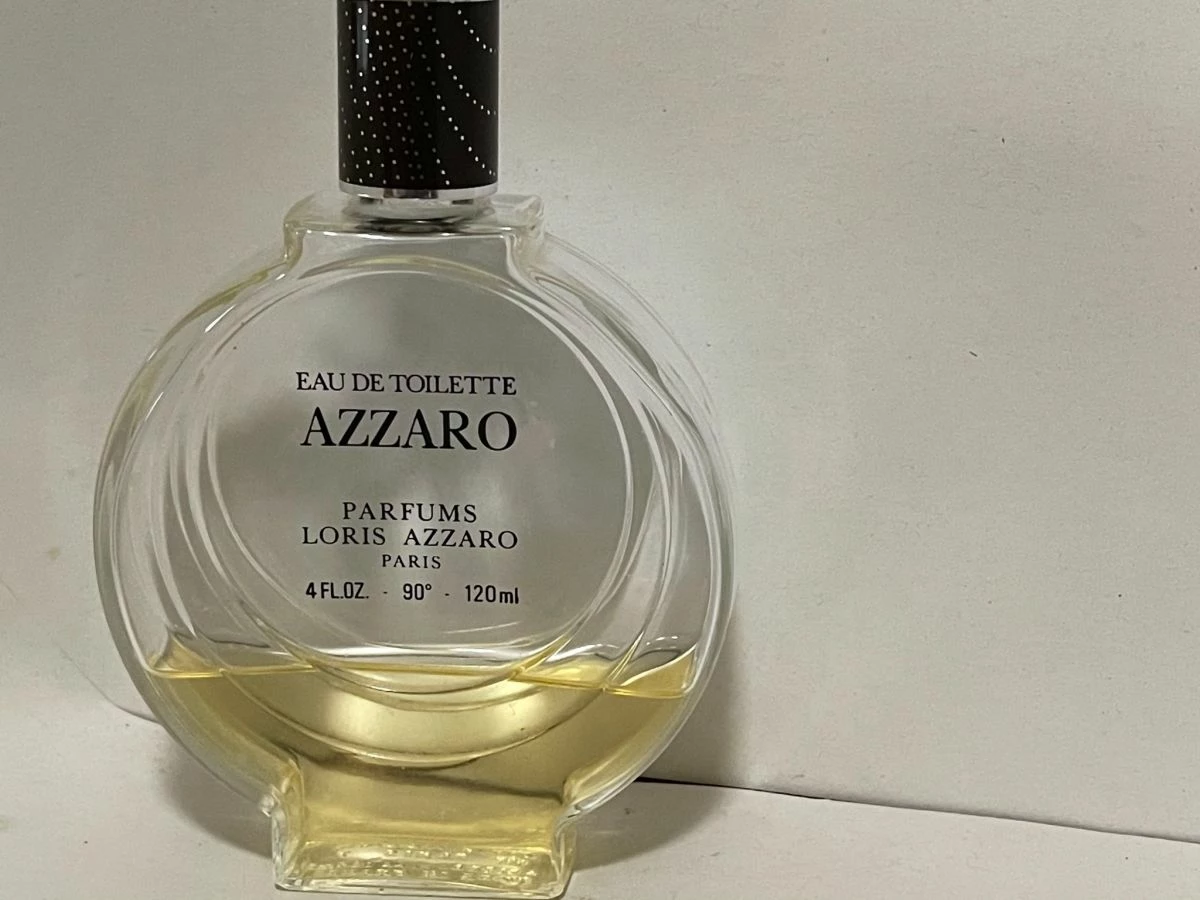 EAU DE TOILETTE
AZZARO
PARFUMS
LORIS AZZARO
PARIS
4 FL.OZ. - 90° - 120 ml